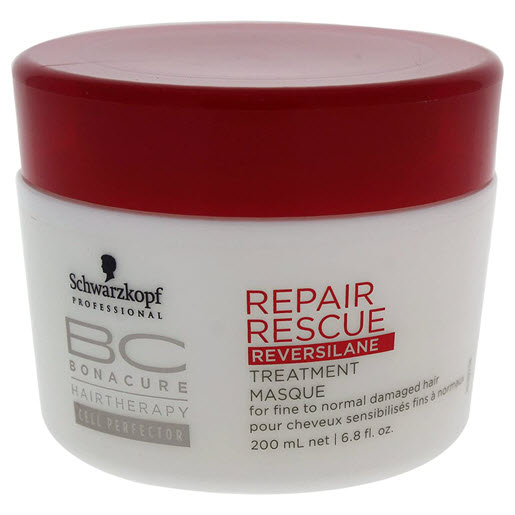 Schwarzkopf
PROFESSIONAL
BC
BONACURE
HAIRTHERAPY
CELL PERFECTOR
REPAIR
RESCUE
REVERSILANE
TREATMENT
MASQUE
for fine to normal damaged hair
pour cheveux sensibilisés fins à normaux
200 mL net | 6.8 fl. oz.